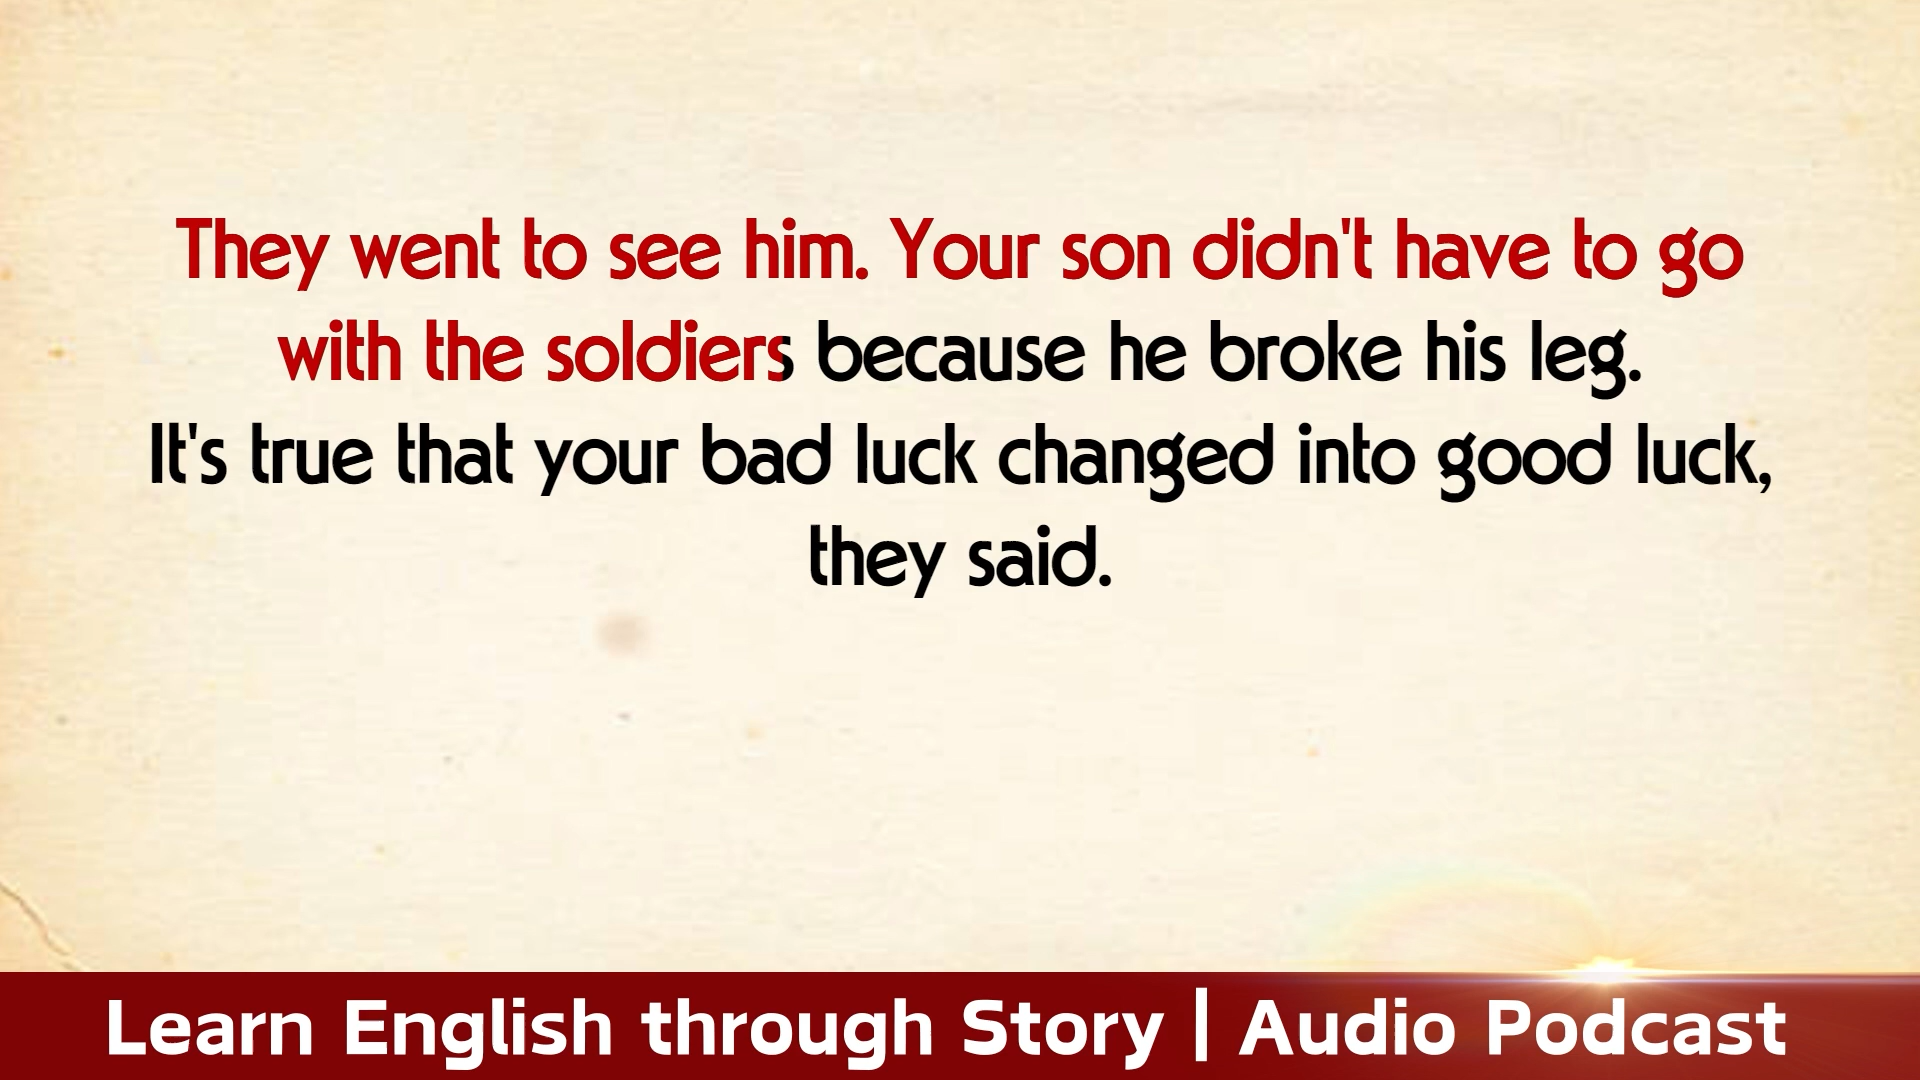 They went to see him. Your son didn't have to go
with the soldiers because he broke his leg.
It's true that your bad luck changed into good luck,
they said.
Learn English through Story | Audio Podcast